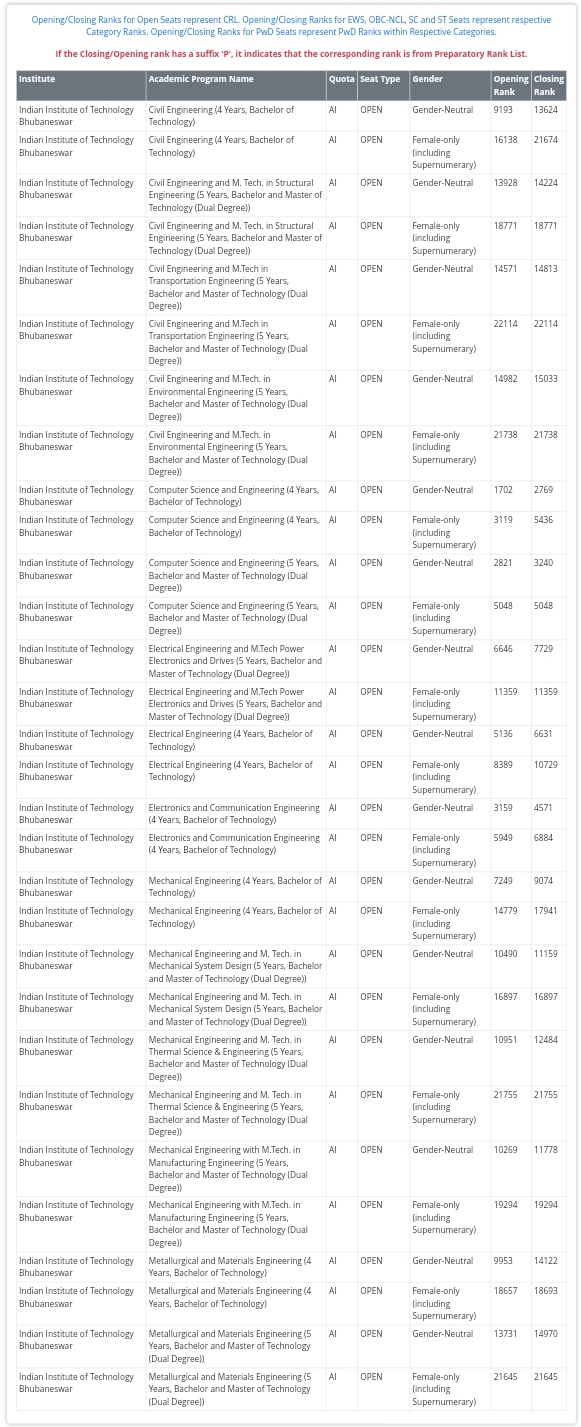 Opening/Closing Ranks for Open Seats represent CRL. Opening/Closing Ranks for EWS, OBC-NCL, SC and ST Seats represent respective
Category Ranks. Opening/Closing Ranks for PwD Seats represent PwD Ranks within Respective Categories.
If the Closing/Opening rank has a suffix 'P', it indicates that the corresponding rank is from Preparatory Rank List.
Institute Academic Program Name Quota Seat Type Gender Opening Closing
Rank Rank
Indian Institute of Technology Civil Engineering (4 Years, Bachelor of AI OPEN Gender-Neutral 9193 13624
Bhubaneswar Technology)
Indian Institute of Technology Civil Engineering (4 Years, Bachelor of AI OPEN Female-only 16138 21674
Bhubaneswar Technology) (including
Supernumerary)
Indian Institute of Technology Civil Engineering and M. Tech. in Structural AI OPEN Gender-Neutral 13928 14224
Bhubaneswar Engineering (5 Years, Bachelor and Master of
Technology (Dual Degree))
Indian Institute of Technology Civil Engineering and M. Tech. in Structural AI OPEN Female-only 18771 18771
Bhubaneswar Engineering (5 Years, Bachelor and Master of (including
Technology (Dual Degree)) Supernumerary)
Indian Institute of Technology Civil Engineering and M.Tech in AI OPEN Gender-Neutral 14571 14813
Bhubaneswar Transportation Engineering (5 Years,
Bachelor and Master of Technology (Dual
Degree))
Indian Institute of Technology Civil Engineering and M.Tech in AI OPEN Female-only 22114 22114
Bhubaneswar Transportation Engineering (5 Years, (including
Bachelor and Master of Technology (Dual Supernumerary)
Degree))
Indian Institute of Technology Civil Engineering and M.Tech. in AI OPEN Gender-Neutral 14982 15033
Bhubaneswar Environmental Engineering (5 Years,
Bachelor and Master of Technology (Dual
Degree))
Indian Institute of Technology Civil Engineering and M.Tech. in AI OPEN Female-only 21738 21738
Bhubaneswar Environmental Engineering (5 Years, (including
Bachelor and Master of Technology (Dual Supernumerary)
Degree))
Indian Institute of Technology Computer Science and Engineering (4 Years, AI OPEN Gender-Neutral 1702 2769
Bhubaneswar Bachelor of Technology)
Indian Institute of Technology Computer Science and Engineering (4 Years, AI OPEN Female-only 3119 5436
Bhubaneswar Bachelor of Technology) (including
Supernumerary)
Indian Institute of Technology Computer Science and Engineering (5 Years, AI OPEN Gender-Neutral 2821 3240
Bhubaneswar Bachelor and Master of Technology (Dual
Degree))
Indian Institute of Technology Computer Science and Engineering (5 Years, AI OPEN Female-only 5048 5048
Bhubaneswar Bachelor and Master of Technology (Dual (including
Degree)) Supernumerary)
Indian Institute of Technology Electrical Engineering and M.Tech Power AI OPEN Gender-Neutral 6646 7729
Bhubaneswar Electronics and Drives (5 Years, Bachelor and
Master of Technology (Dual Degree))
Indian Institute of Technology Electrical Engineering and M.Tech Power AI OPEN Female-only 11359 11359
Bhubaneswar Electronics and Drives (5 Years, Bachelor and (including
Master of Technology (Dual Degree)) Supernumerary)
Indian Institute of Technology Electrical Engineering (4 Years, Bachelor of AI OPEN Gender-Neutral 5136 6631
Bhubaneswar Technology)
Indian Institute of Technology Electrical Engineering (4 Years, Bachelor of AI OPEN Female-only 8389 10729
Bhubaneswar Technology) (including
Supernumerary)
Indian Institute of Technology Electronics and Communication Engineering AI OPEN Gender-Neutral 3159 4571
Bhubaneswar (4 Years, Bachelor of Technology)
Indian Institute of Technology Electronics and Communication Engineering AI OPEN Female-only 5949 6884
Bhubaneswar (4 Years, Bachelor of Technology) (including
Supernumerary)
Indian Institute of Technology Mechanical Engineering (4 Years, Bachelor of AI OPEN Gender-Neutral 7249 9074
Bhubaneswar Technology)
Indian Institute of Technology Mechanical Engineering (4 Years, Bachelor of AI OPEN Female-only 14779 17941
Bhubaneswar Technology) (including
Supernumerary)
Indian Institute of Technology Mechanical Engineering and M. Tech. in AI OPEN Gender-Neutral 10490 11159
Bhubaneswar Mechanical System Design (5 Years, Bachelor
and Master of Technology (Dual Degree))
Indian Institute of Technology Mechanical Engineering and M. Tech. in AI OPEN Female-only 16897 16897
Bhubaneswar Mechanical System Design (5 Years, Bachelor (including
and Master of Technology (Dual Degree)) Supernumerary)
Indian Institute of Technology Mechanical Engineering and M. Tech. in AI OPEN Gender-Neutral 10951 12484
Bhubaneswar Thermal Science & Engineering (5 Years,
Bachelor and Master of Technology (Dual
Degree))
Indian Institute of Technology Mechanical Engineering and M. Tech. in AI OPEN Female-only 21755 21755
Bhubaneswar Thermal Science & Engineering (5 Years, (including
Bachelor and Master of Technology (Dual Supernumerary)
Degree))
Indian Institute of Technology Mechanical Engineering with M.Tech. in AI OPEN Gender-Neutral 10269 11778
Bhubaneswar Manufacturing Engineering (5 Years,
Bachelor and Master of Technology (Dual
Degree))
Indian Institute of Technology Mechanical Engineering with M.Tech. in AI OPEN Female-only 19294 19294
Bhubaneswar Manufacturing Engineering (5 Years, (including
Bachelor and Master of Technology (Dual Supernumerary)
Degree))
Indian Institute of Technology Metallurgical and Materials Engineering (4 AI OPEN Gender-Neutral 9953 14122
Bhubaneswar Years, Bachelor of Technology)
Indian Institute of Technology Metallurgical and Materials Engineering (4 AI OPEN Female-only 18657 18693
Bhubaneswar Years, Bachelor of Technology) (including
Supernumerary)
Indian Institute of Technology Metallurgical and Materials Engineering (5 AI OPEN Gender-Neutral 13731 14970
Bhubaneswar Years, Bachelor and Master of Technology
(Dual Degree))
Indian Institute of Technology Metallurgical and Materials Engineering (5 AI OPEN Female-only 21645 21645
Bhubaneswar Years, Bachelor and Master of Technology (including
(Dual Degree)) Supernumerary)